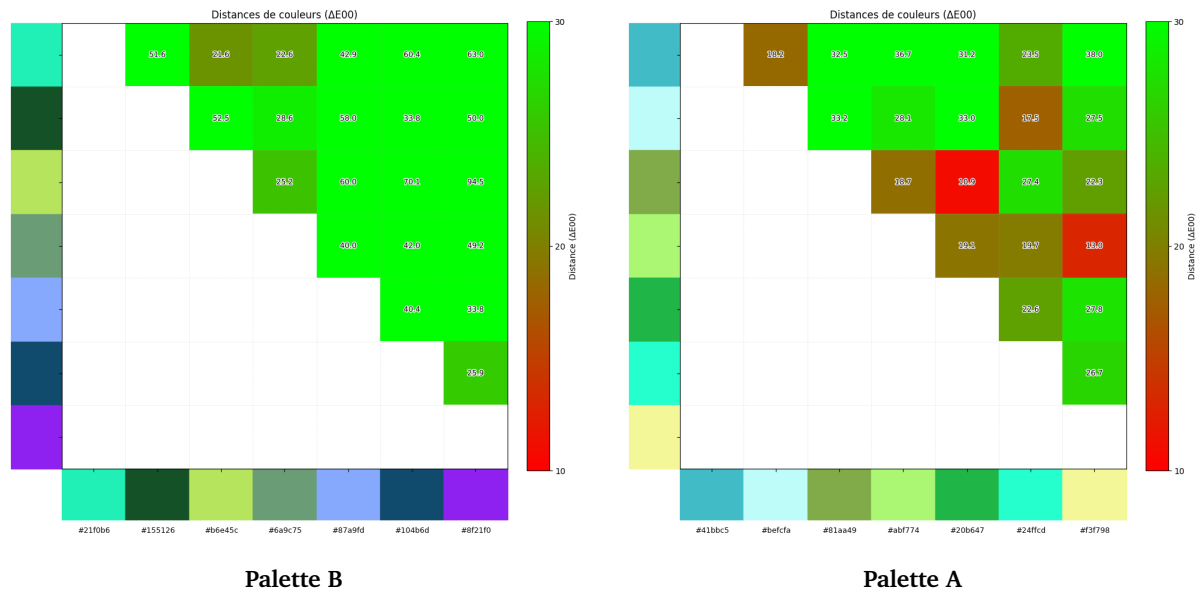 Distances de couleurs (ΔE00)
51.6 21.6 22.6 42.9 60.4 63.0
52.5 28.6 58.0 33.8 50.0
25.2 60.0 70.1 94.5
40.0 42.0 49.2
40.4 33.8
25.9
30
20
10
Distance (ΔE00)
#21f0b6 #155126 #b6e45c #6a9c75 #87a9fd #104b6d #8f21f0
Palette B
Distances de couleurs (ΔE00)
18.2 32.5 36.7 31.2 23.5 38.0
33.2 28.1 33.0 17.5 27.5
18.7 10.9 27.4 22.3
19.1 19.7 13.0
22.6 27.8
26.7
30
20
10
Distance (ΔE00)
#41bbc5 #befcfa #81aa49 #abf774 #20b647 #24ffcd #f3f798
Palette A